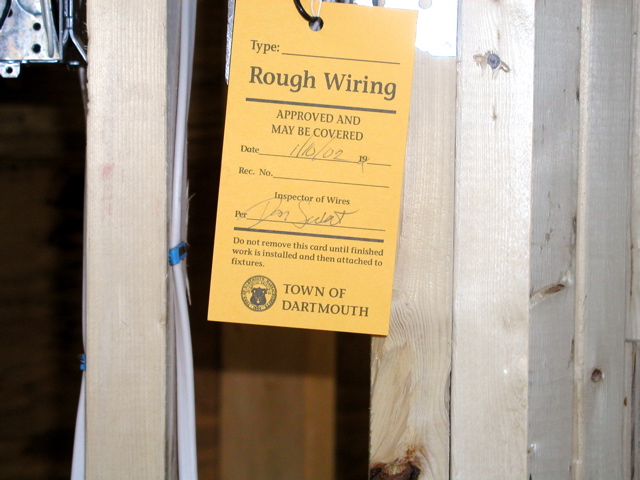 Type:
Rough Wiring
APPROVED AND
MAY BE COVERED
Date 1/10/02 19
Rec. No.
Inspector of Wires
Per
Do not remove this card until finished
work is installed and then attached to
fixtures.
TOWN OF
DARTMOUTH